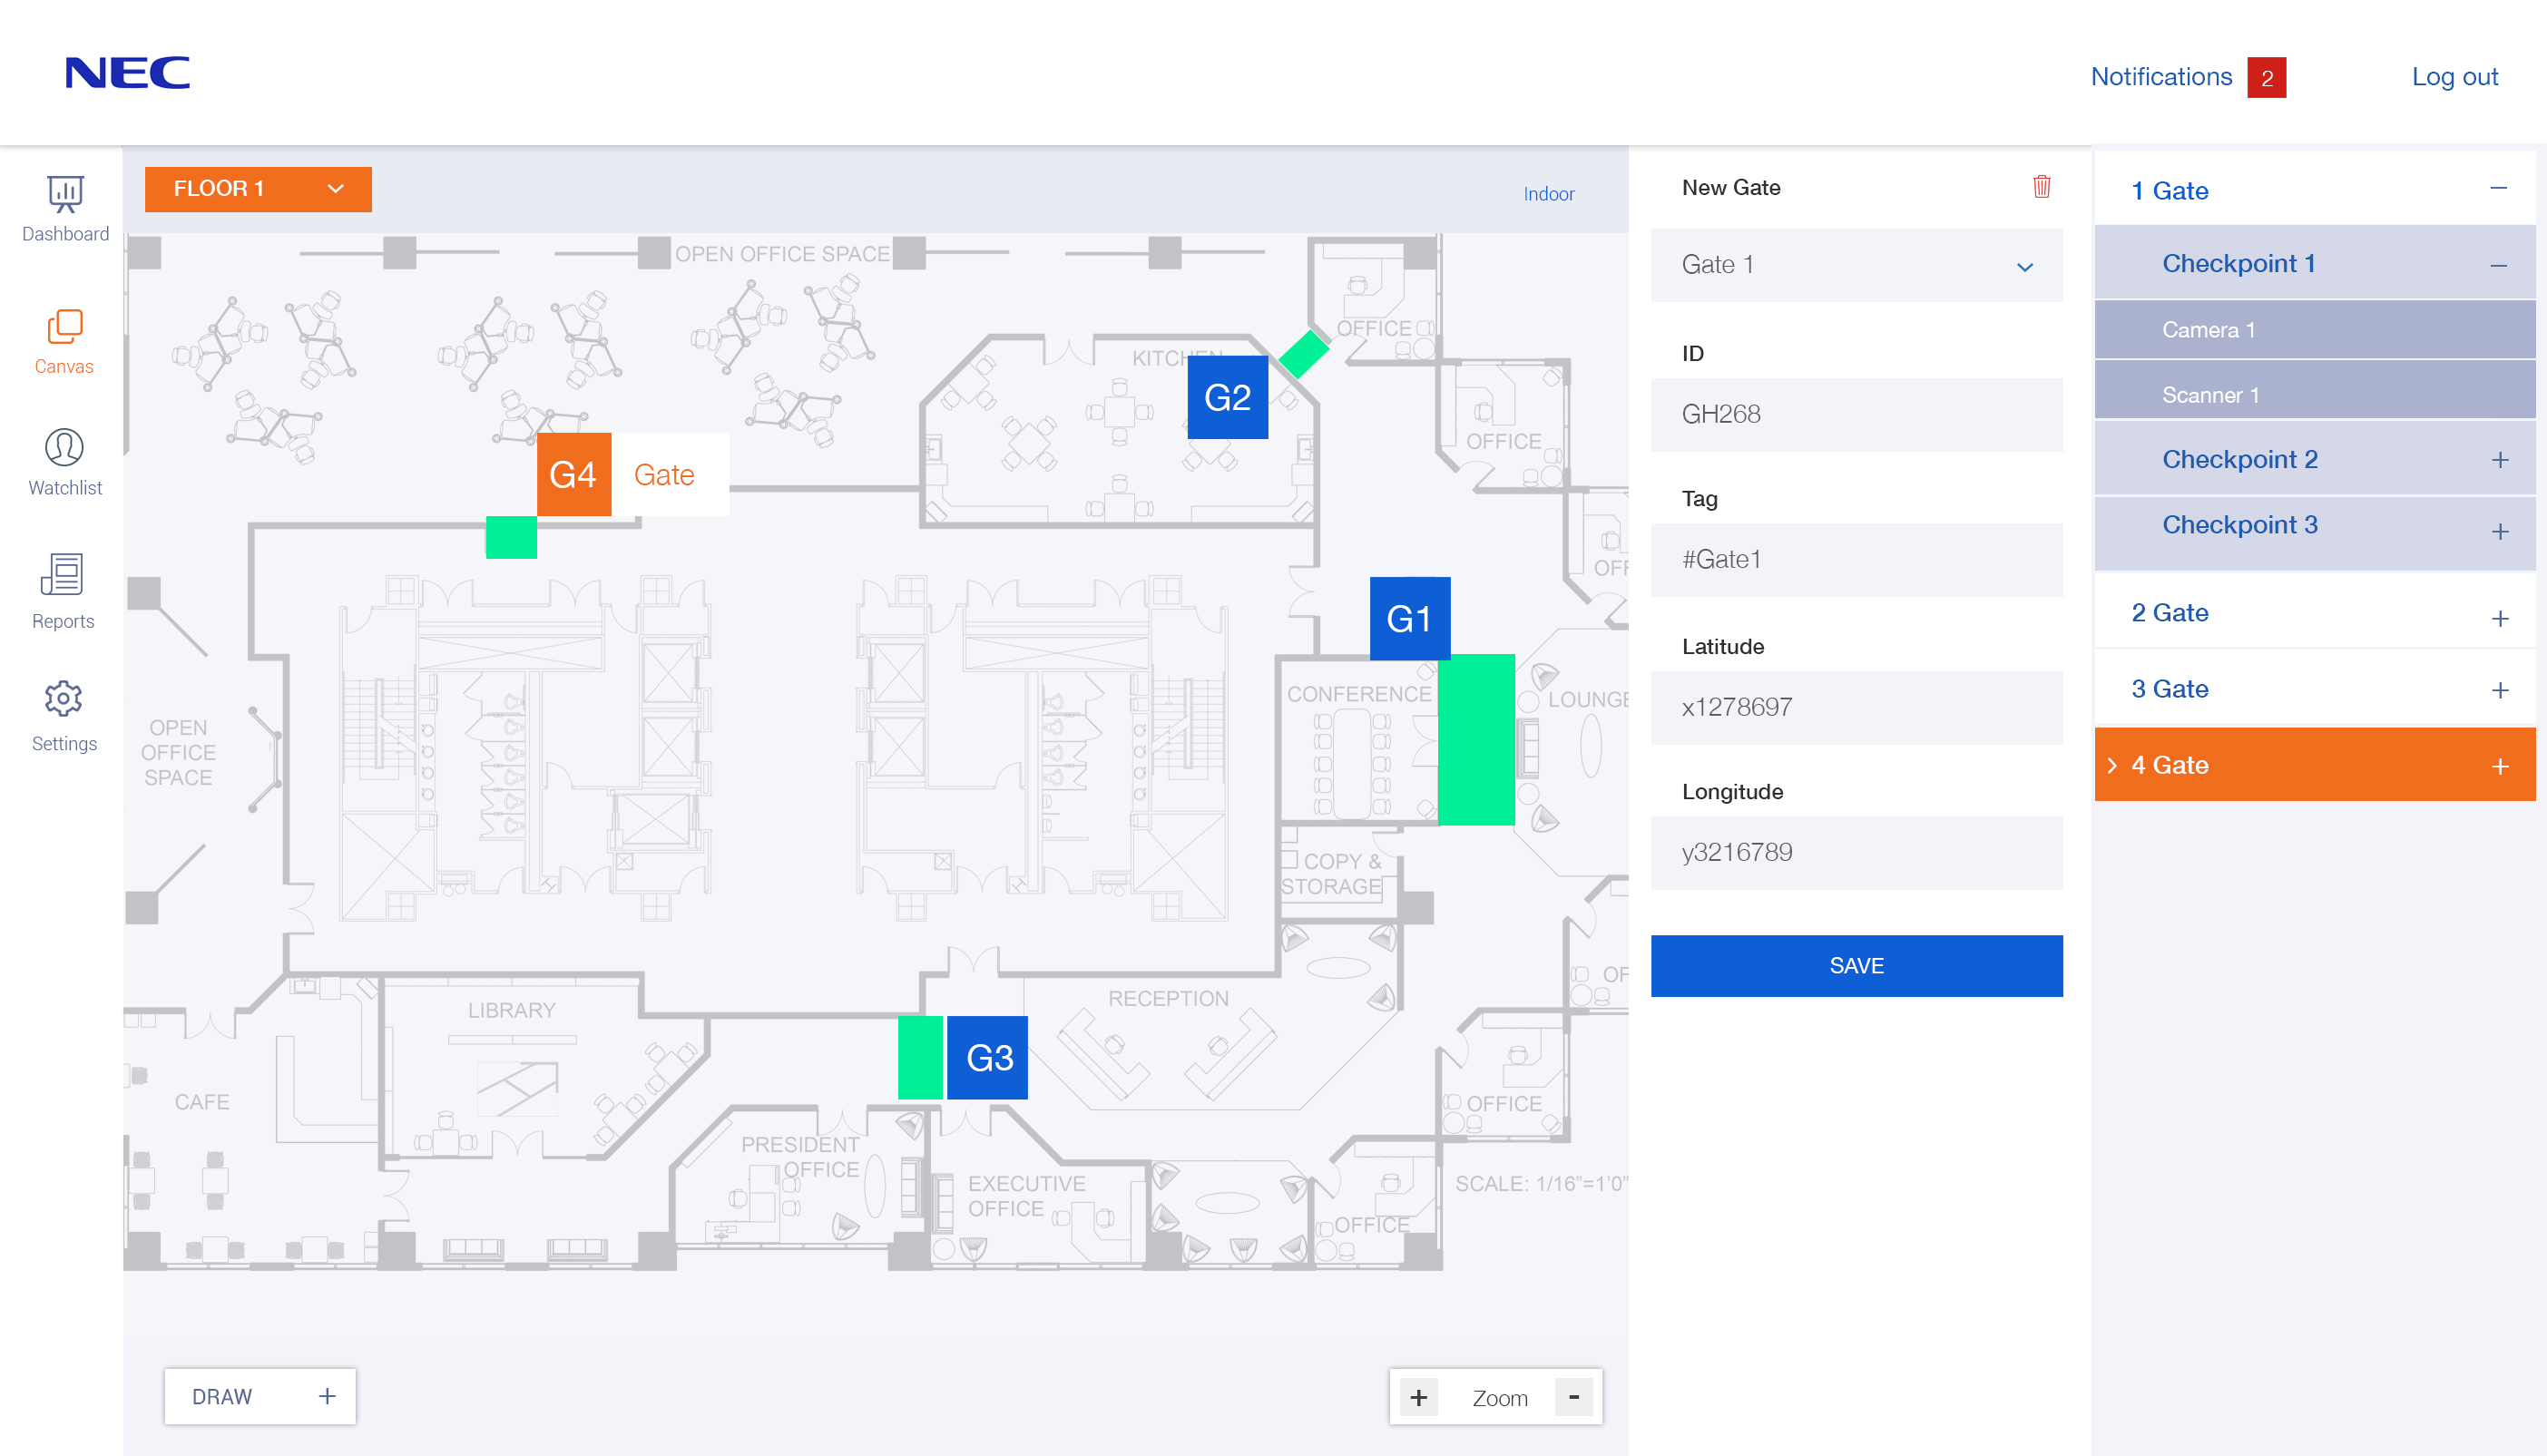 NEC
Notifications 2
Log out
Dashboard
Canvas
Watchlist
Reports
Settings
FLOOR 1
Indoor
OPEN OFFICE SPACE
OFFICE
KITCHEN
G2
OFFICE
G4 Gate
G1
CONFERENCE
LOUNGE
OPEN
OFFICE
SPACE
COPY &
STORAGE
LIBRARY
RECEPTION
G3
CAFE
OFFICE
PRESIDENT
OFFICE
EXECUTIVE
OFFICE
SCALE: 1/16"=1'0"
OFFICE
DRAW +
+ Zoom -
New Gate
Gate 1
ID
GH268
Tag
#Gate1
Latitude
x1278697
Longitude
y3216789
SAVE
1 Gate
Checkpoint 1
Camera 1
Scanner 1
Checkpoint 2
Checkpoint 3
2 Gate
3 Gate
4 Gate